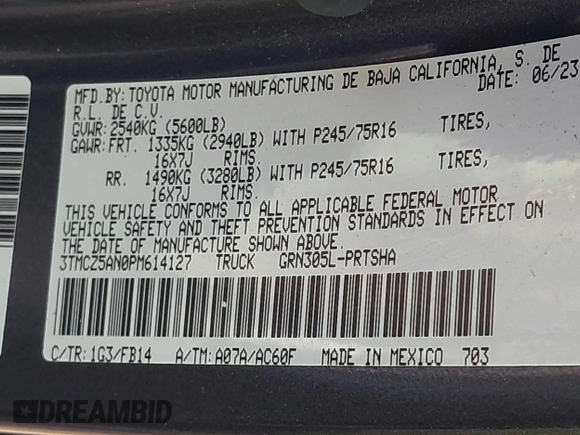 MFD.BY:TOYOTA MOTOR MANUFACTURING DE BAJA CALIFORNIA, S. DE
R.L. DE C.V. DATE: 06/23
GVWR:2540KG (5600LB)
GAWR:FRT. 1335KG (2940LB) WITH P245/75R16 TIRES,
16X7J RIMS.
RR. 1490KG (3280LB) WITH P245/75R16 TIRES,
16X7J RIMS.
THIS VEHICLE CONFORMS TO ALL APPLICABLE FEDERAL MOTOR
VEHICLE SAFETY AND THEFT PREVENTION STANDARDS IN EFFECT ON
THE DATE OF MANUFACTURE SHOWN ABOVE.
3TMCZ5AN0PM614127 TRUCK GRN305L-PRTSHA
C/TR:1G3/FB14 A/TM:A07A/AC60F MADE IN MEXICO 703
DREAMBID